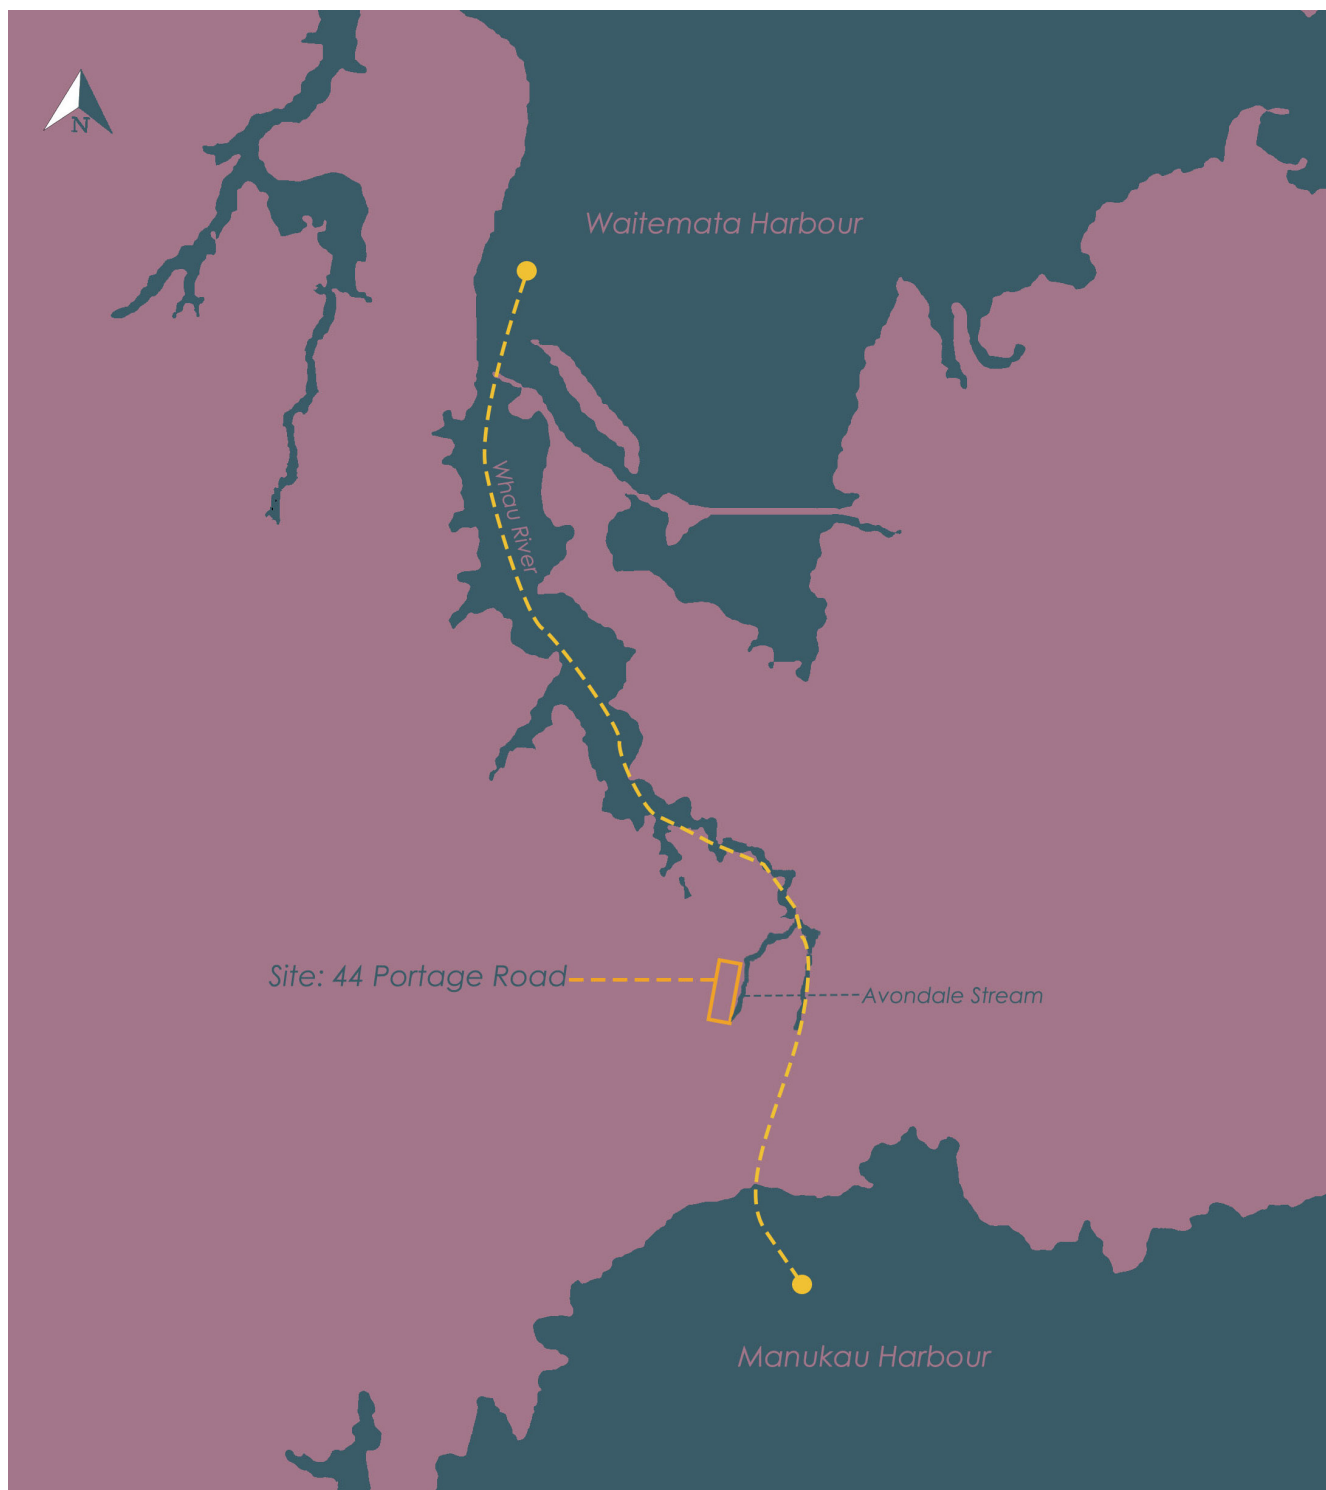 N
Waitemata Harbour
Whau River
Site: 44 Portage Road
Avondale Stream
Manukau Harbour